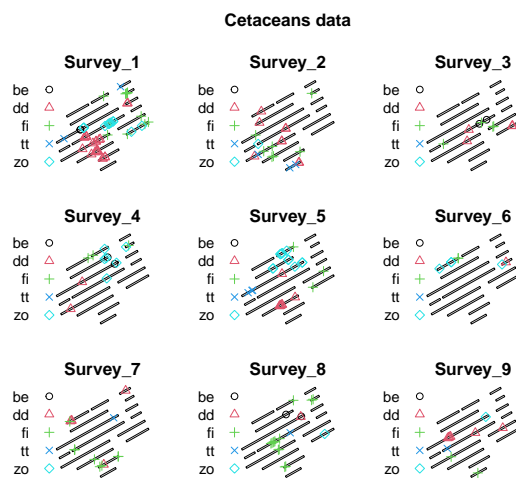 Cetaceans data
Survey_1
be
dd
fi
tt
zo
Survey_2
be
dd
fi
tt
zo
Survey_3
be
dd
fi
tt
zo
Survey_4
be
dd
fi
tt
zo
Survey_5
be
dd
fi
tt
zo
Survey_6
be
dd
fi
tt
zo
Survey_7
be
dd
fi
tt
zo
Survey_8
be
dd
fi
tt
zo
Survey_9
be
dd
fi
tt
zo